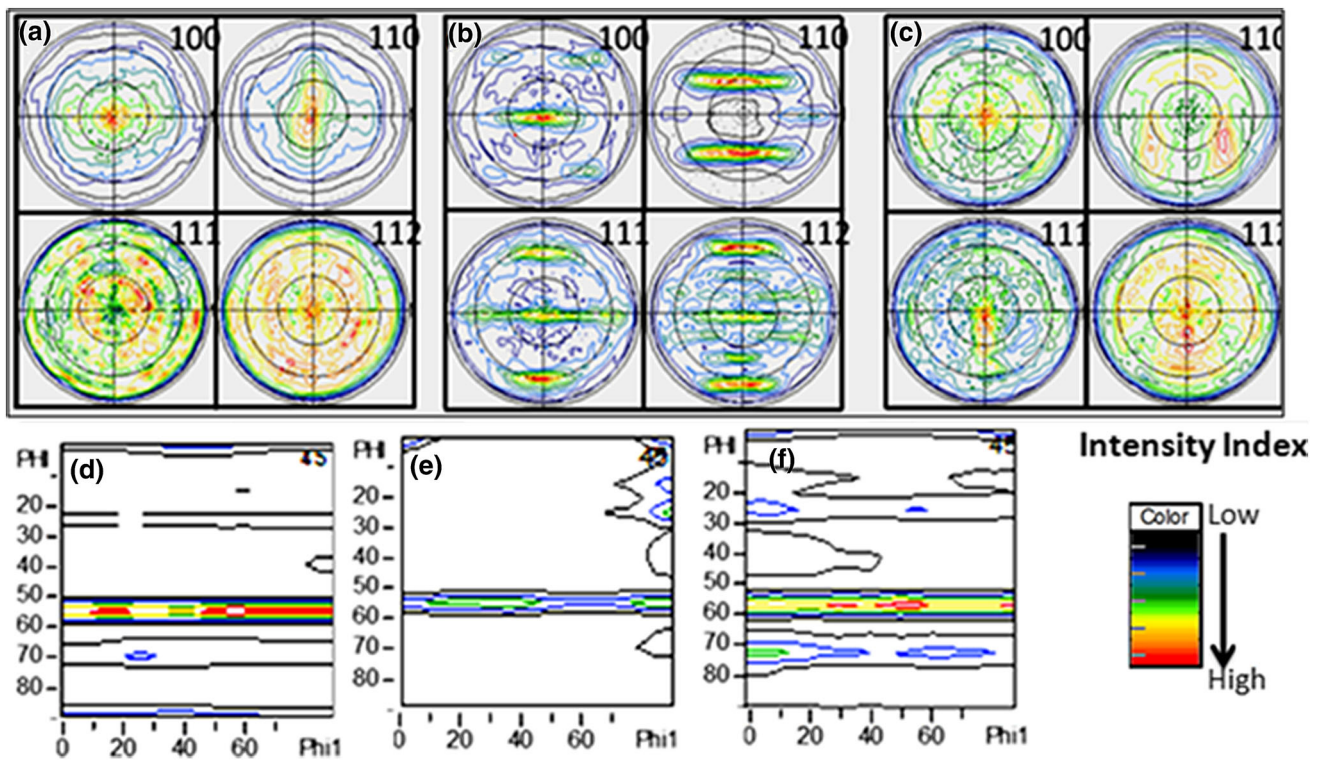 (a) 100 110 (b) 100 110 (c) 100 110
111 112 111 112 111 112
PHI (d) 45 (e) 45 PHI (f) 45 Intensity Index
20 20 20 Color Low
30 30 30
40 40 40
50 50 50
60 60 60
70 70 70
80 80 80 High
0 20 40 60 Phi1 0 20 40 60 Phi1 0 20 40 60 Phi1